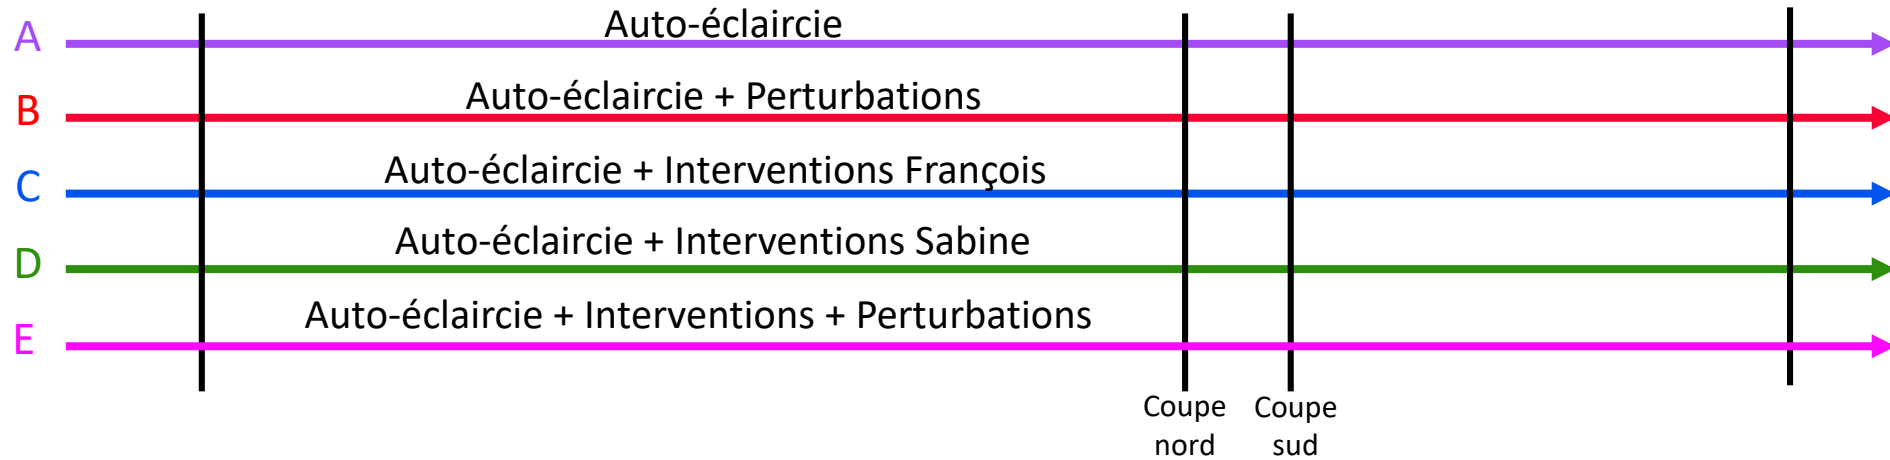 A Auto-éclaircie
B Auto-éclaircie + Perturbations
C Auto-éclaircie + Interventions François
D Auto-éclaircie + Interventions Sabine
E Auto-éclaircie + Interventions + Perturbations
Coupe nord
Coupe sud